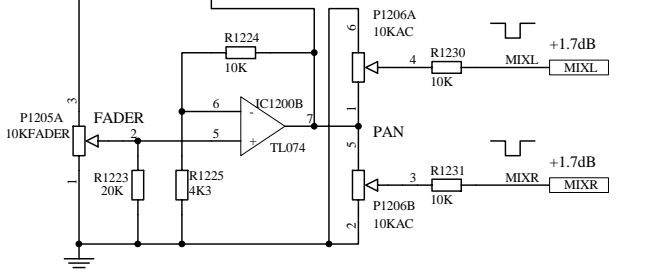 P1206A
10KAC
6
R1224
10K
4
R1230
10K
MIXL
+1.7dB
MIXL
3
P1205A
10KFADER
FADER
2
1
6
5
-
+
IC1200B
TL074
7
1
PAN
5
R1223
20K
R1225
4K3
3
R1231
10K
MIXR
+1.7dB
MIXR
P1206B
10KAC
2